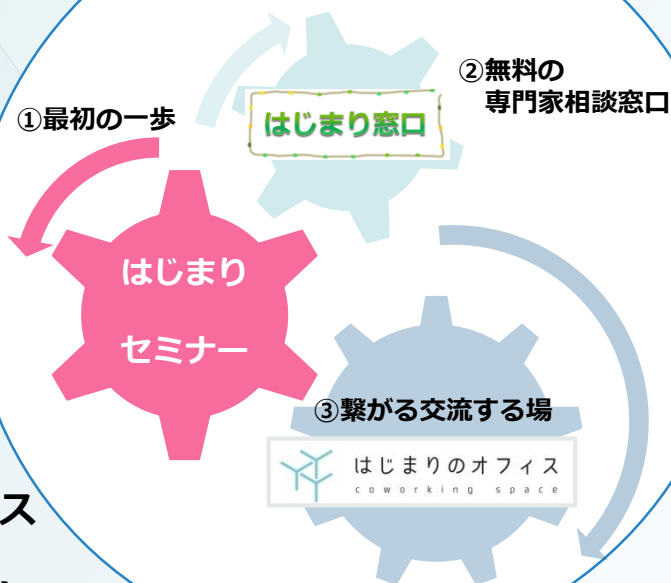 ①最初の一歩
②無料の
専門家相談窓口
はじまり窓口
はじまり
セミナー
③繋がる交流する場
はじまりのオフィス
coworking space
ス